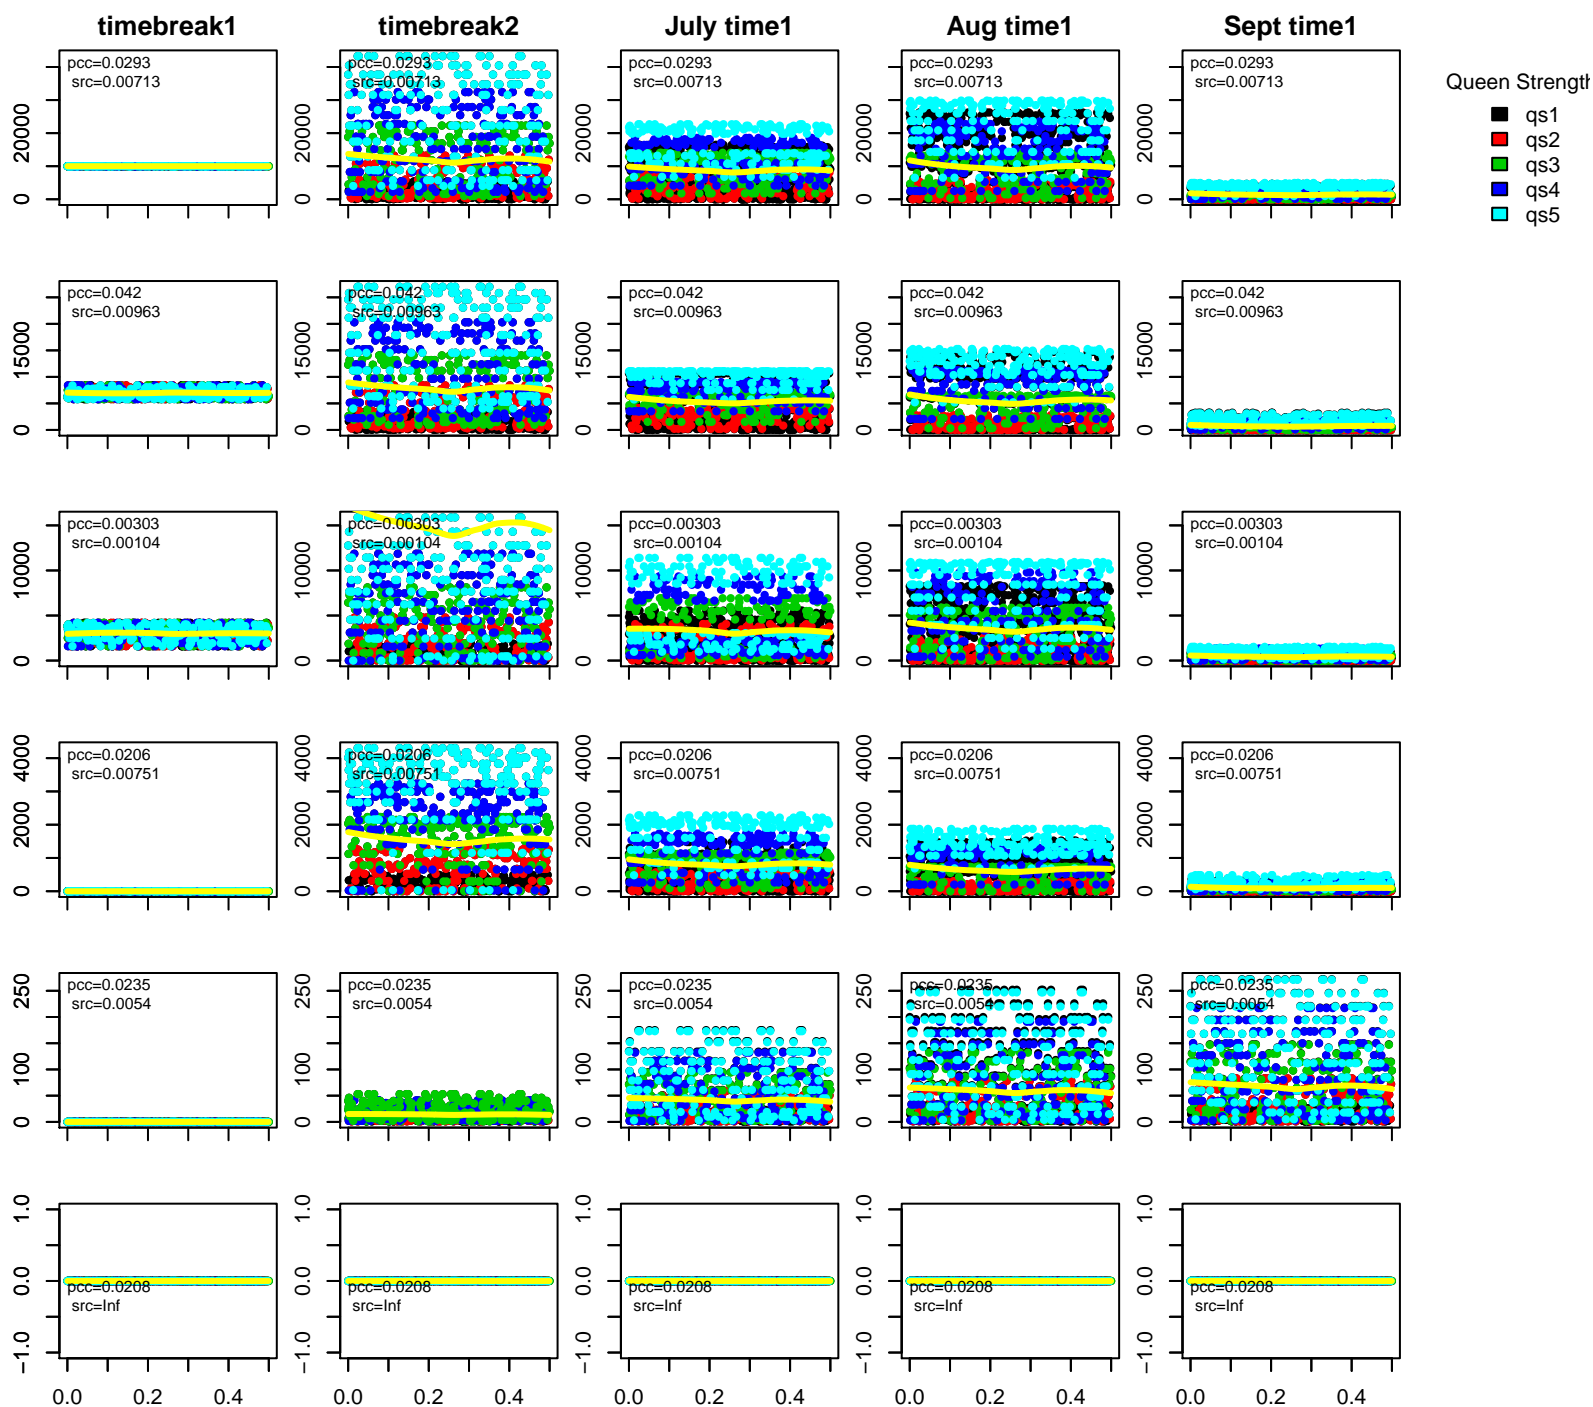 timebreak1 timebreak2 July time1 Aug time1 Sept time1
Queen Strength
qs1
qs2
qs3
qs4
qs5
pcc=0.0293 pcc=0.0293 pcc=0.0293 pcc=0.0293 pcc=0.0293
src=0.00713 src=0.00713 src=0.00713 src=0.00713 src=0.00713
20000 20000 20000 20000 20000
0 0 0 0 0
pcc=0.042 pcc=0.042 pcc=0.042 pcc=0.042 pcc=0.042
src=0.00963 src=0.00963 src=0.00963 src=0.00963 src=0.00963
15000 15000 15000 15000 15000
0 0 0 0 0
pcc=0.00303 pcc=0.00303 pcc=0.00303 pcc=0.00303 pcc=0.00303
src=0.00104 src=0.00104 src=0.00104 src=0.00104 src=0.00104
10000 10000 10000 10000 10000
0 0 0 0 0
pcc=0.0206 pcc=0.0206 pcc=0.0206 pcc=0.0206 pcc=0.0206
src=0.00751 src=0.00751 src=0.00751 src=0.00751 src=0.00751
4000 4000 4000 4000 4000
2000 2000 2000 2000 2000
0 0 0 0 0
pcc=0.0235 pcc=0.0235 pcc=0.0235 pcc=0.0235 pcc=0.0235
src=0.0054 src=0.0054 src=0.0054 src=0.0054 src=0.0054
250 250 250 250 250
100 100 100 100 100
0 0 0 0 0
1.0 1.0 1.0 1.0 1.0
0.0 0.0 0.0 0.0 0.0
pcc=0.0208 pcc=0.0208 pcc=0.0208 pcc=0.0208 pcc=0.0208
src=Inf src=Inf src=Inf src=Inf src=Inf
−1.0 −1.0 −1.0 −1.0 −1.0
0.0 0.4 0.0 0.4 0.0 0.4 0.0 0.4 0.0 0.4